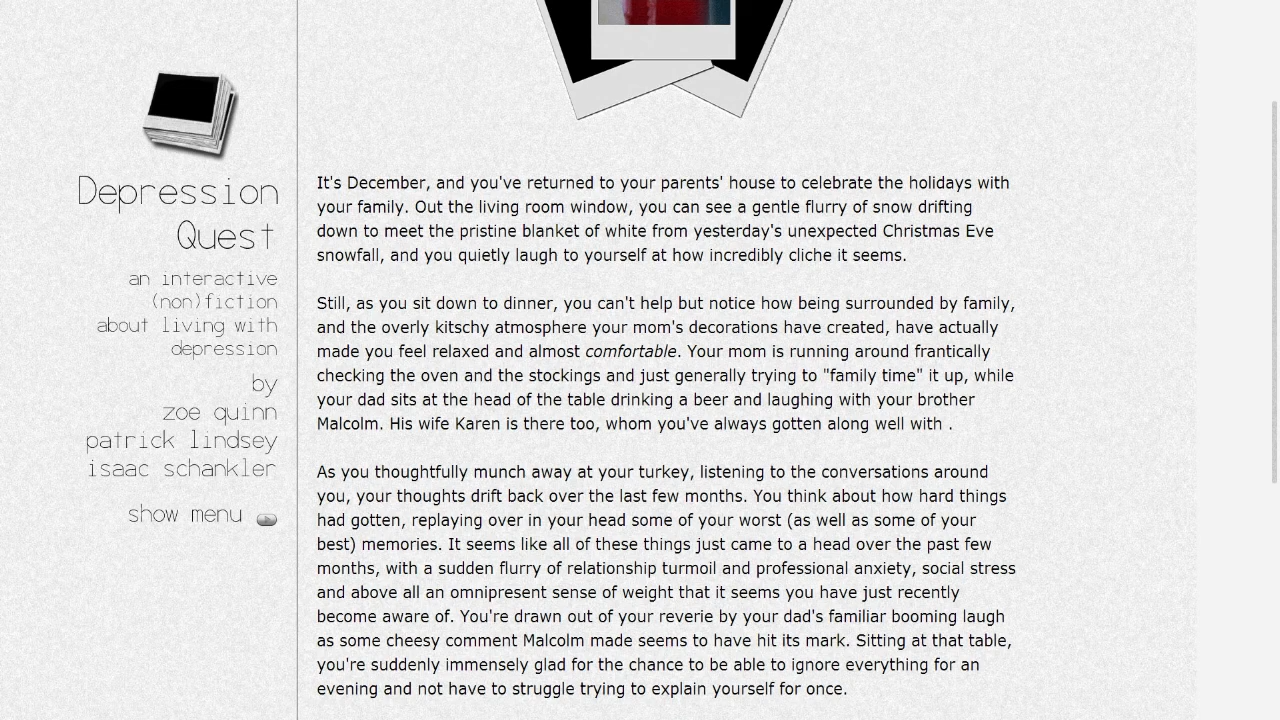 Depression
Quest
an interactive
(non)fiction
about living with
depression
by
zoe quinn
patrick lindsey
isaac schankler
show menu
It's December, and you've returned to your parents' house to celebrate the holidays with
your family. Out the living room window, you can see a gentle flurry of snow drifting
down to meet the pristine blanket of white from yesterday's unexpected Christmas Eve
snowfall, and you quietly laugh to yourself at how incredibly cliche it seems.
Still, as you sit down to dinner, you can't help but notice how being surrounded by family,
and the overly kitschy atmosphere your mom's decorations have created, have actually
made you feel relaxed and almost comfortable. Your mom is running around frantically
checking the oven and the stockings and just generally trying to "family time" it up, while
your dad sits at the head of the table drinking a beer and laughing with your brother
Malcolm. His wife Karen is there too, whom you've always gotten along well with .
As you thoughtfully munch away at your turkey, listening to the conversations around
you, your thoughts drift back over the last few months. You think about how hard things
had gotten, replaying over in your head some of your worst (as well as some of your
best) memories. It seems like all of these things just came to a head over the past few
months, with a sudden flurry of relationship turmoil and professional anxiety, social stress
and above all an omnipresent sense of weight that it seems you have just recently
become aware of. You're drawn out of your reverie by your dad's familiar booming laugh
as some cheesy comment Malcolm made seems to have hit its mark. Sitting at that table,
you're suddenly immensely glad for the chance to be able to ignore everything for an
evening and not have to struggle trying to explain yourself for once.